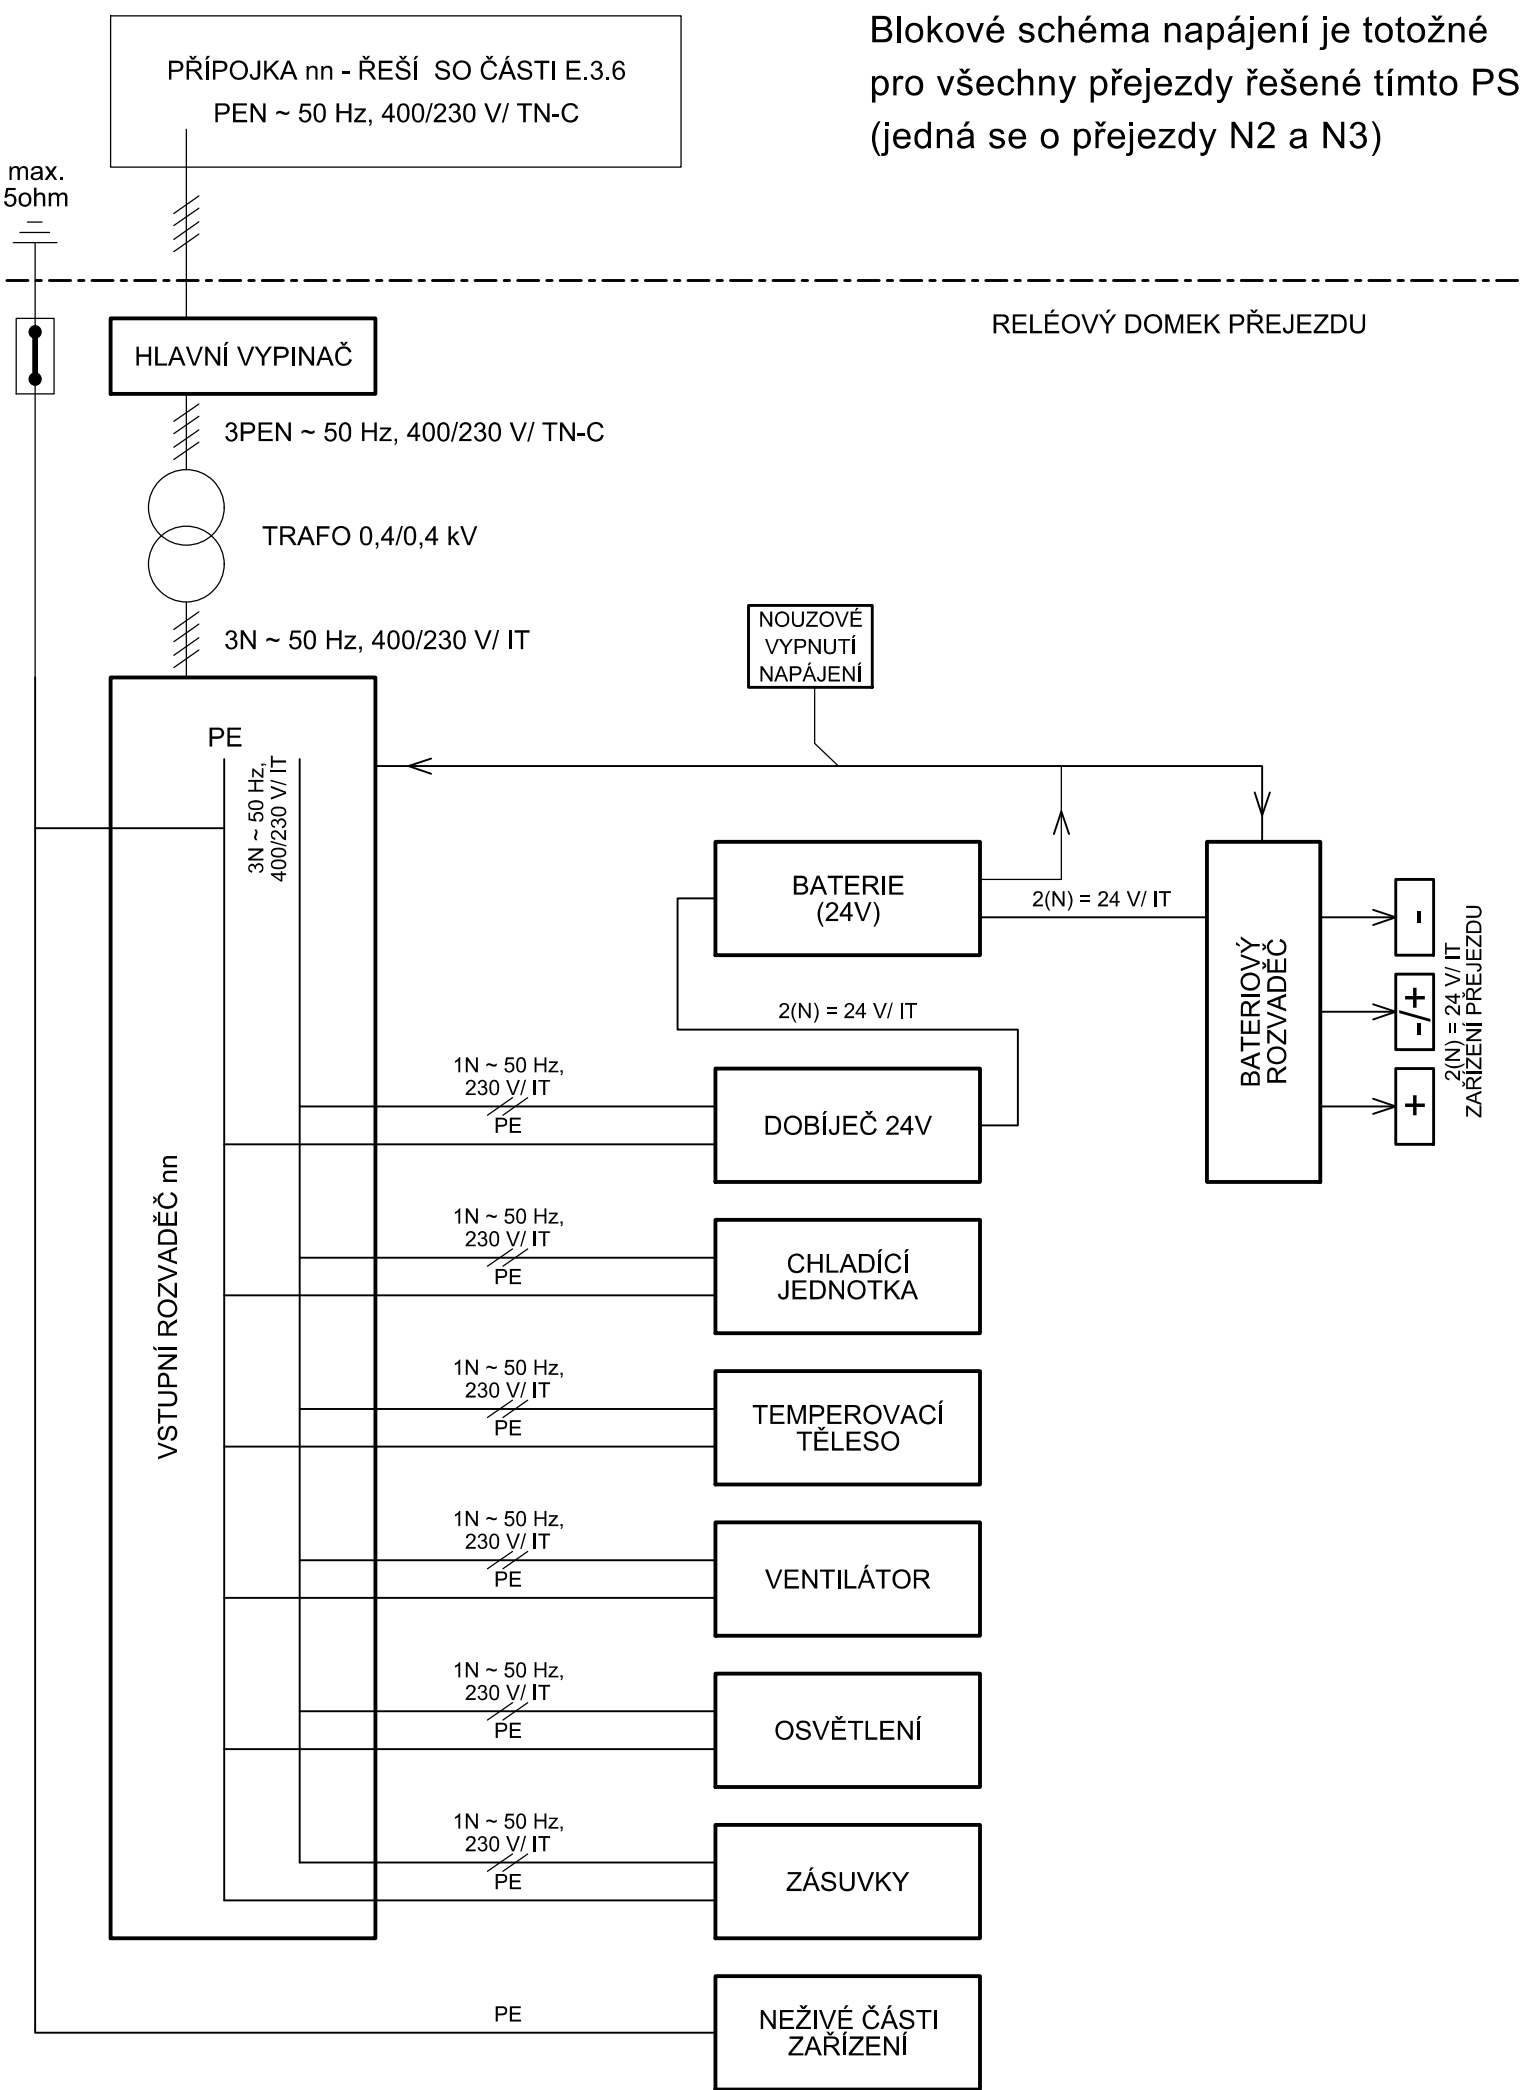 Blokové schéma napájení je totožné
pro všechny přejezdy řešené tímto PS
(jedná se o přejezdy N2 a N3)
PŘÍPOJKA nn - ŘEŠÍ SO ČÁSTI E.3.6
PEN ~ 50 Hz, 400/230 V/ TN-C
max.
5ohm
RELÉOVÝ DOMEK PŘEJEZDU
HLAVNÍ VYPINAČ
3PEN ~ 50 Hz, 400/230 V/ TN-C
TRAFO 0,4/0,4 kV
3N ~ 50 Hz, 400/230 V/ IT
NOUZOVÉ
VYPNUTÍ
NAPÁJENÍ
PE
3N ~ 50 Hz,
400/230 V/ IT
VSTUPNÍ ROZVADĚČ nn
BATERIE
(24V)
2(N) = 24 V/ IT
BATERIOVÝ
ROZVADĚČ
-
-/+
+
2(N) = 24 V/ IT
ZAŘÍZENÍ PŘEJEZDU
2(N) = 24 V/ IT
1N ~ 50 Hz,
230 V/ IT
PE
DOBÍJEČ 24V
1N ~ 50 Hz,
230 V/ IT
PE
CHLADÍCÍ
JEDNOTKA
1N ~ 50 Hz,
230 V/ IT
PE
TEMPEROVACÍ
TĚLESO
1N ~ 50 Hz,
230 V/ IT
PE
VENTILÁTOR
1N ~ 50 Hz,
230 V/ IT
PE
OSVĚTLENÍ
1N ~ 50 Hz,
230 V/ IT
PE
ZÁSUVKY
PE
NEŽIVÉ ČÁSTI
ZAŘÍZENÍ